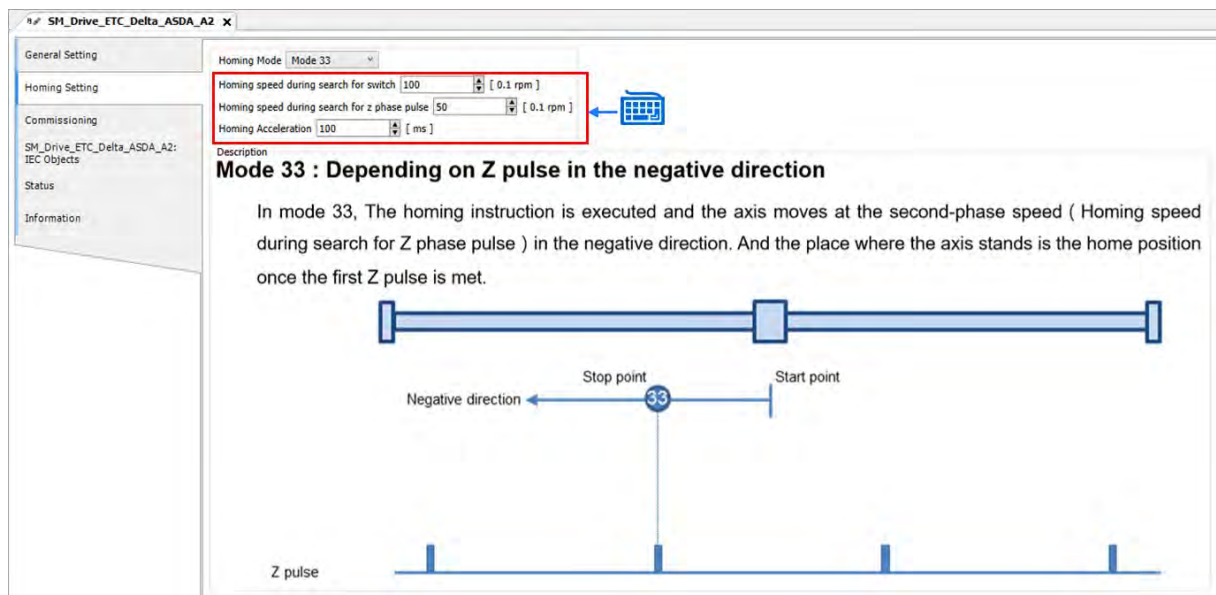 SM_Drive_ETC_Delta_ASDA_A2 X
General Setting
Homing Setting
Commissioning
SM_Drive_ETC_Delta_ASDA_A2:
IEC Objects
Status
Information
Homing Mode Mode 33
Homing speed during search for switch 100 [ 0.1 rpm ]
Homing speed during search for z phase pulse 50 [ 0.1 rpm ]
Homing Acceleration 100 [ ms ]
Description
Mode 33 : Depending on Z pulse in the negative direction
In mode 33, The homing instruction is executed and the axis moves at the second-phase speed ( Homing speed
during search for Z phase pulse ) in the negative direction. And the place where the axis stands is the home position
once the first Z pulse is met.
Stop point
Start point
Negative direction
33
Z pulse